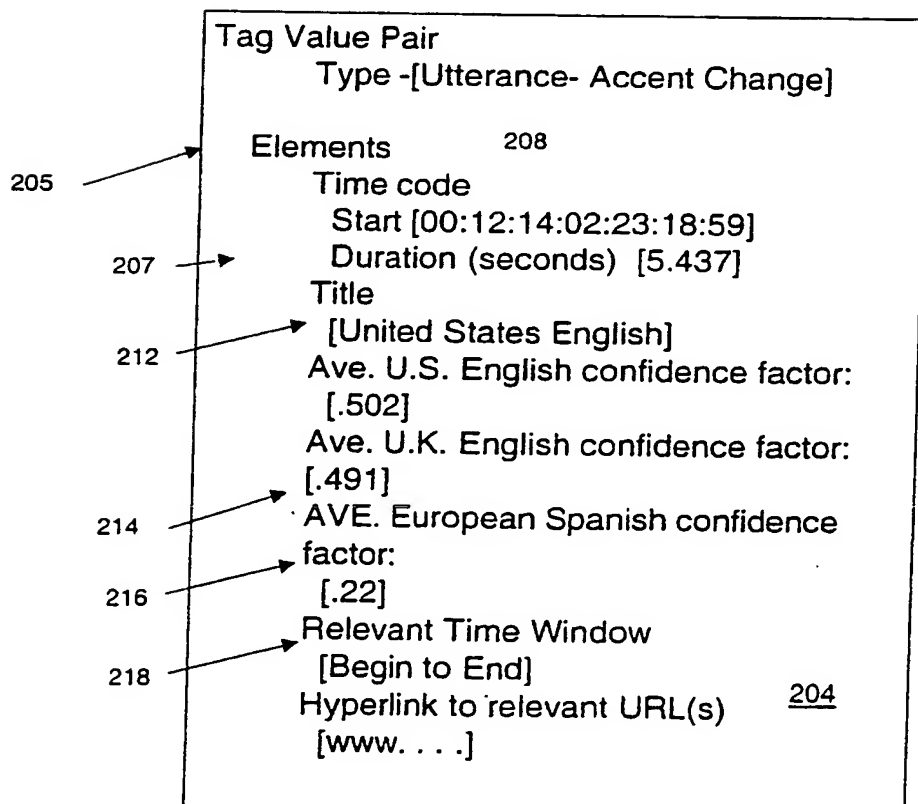 Tag Value Pair
Type -[Utterance- Accent Change]
Elements 208
205
Time code
Start [00:12:14:02:23:18:59]
207 Duration (seconds) [5.437]
Title
212 [United States English]
Ave. U.S. English confidence factor:
[.502]
Ave. U.K. English confidence factor:
[.491]
214 AVE. European Spanish confidence
factor:
216 [.22]
Relevant Time Window
218 [Begin to End]
Hyperlink to relevant URL(s) 204
[www. . . .]